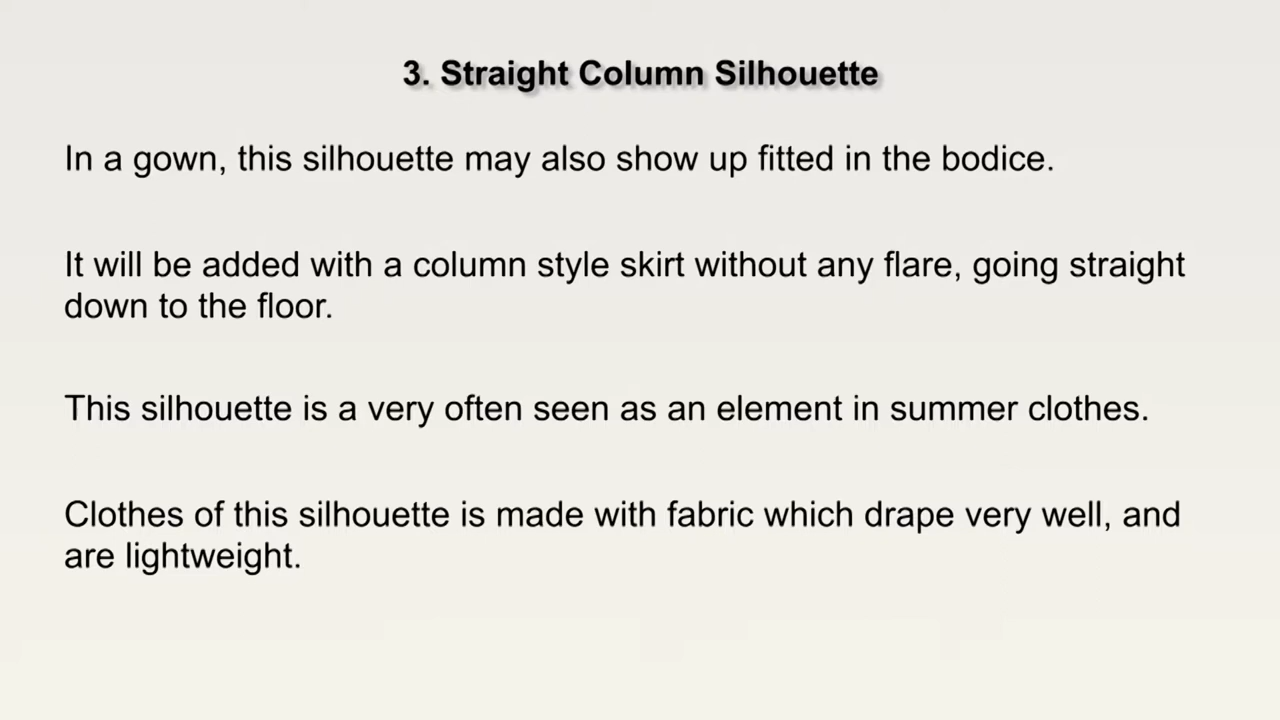 3. Straight Column Silhouette
In a gown, this silhouette may also show up fitted in the bodice.
It will be added with a column style skirt without any flare, going straight
down to the floor.
This silhouette is a very often seen as an element in summer clothes.
Clothes of this silhouette is made with fabric which drape very well, and
are lightweight.